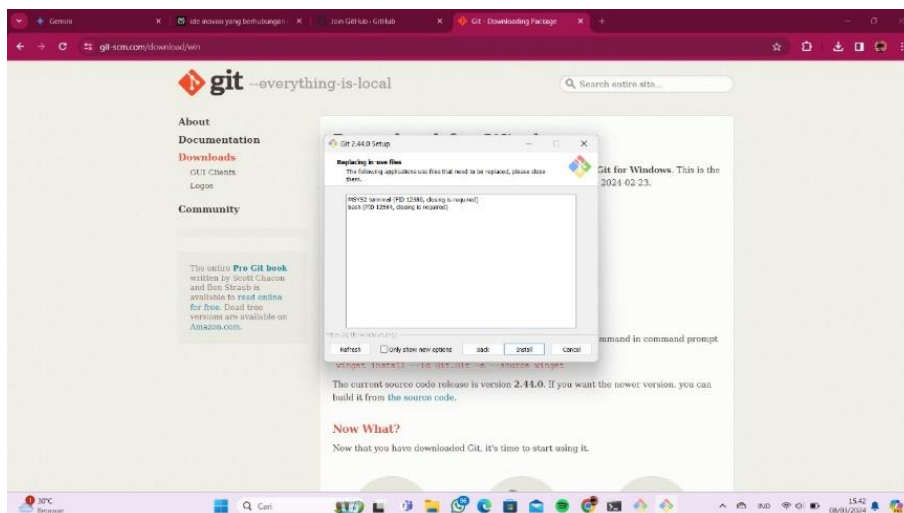 Gemini
ide inovasi yang berhubungan
Join GitHub · GitHub
Git - Downloading Package
git-scm.com/download/win
git --everything-is-local
Search entire site...
About
Documentation
Downloads
GUI Clients
Logos
Community
The entire Pro Git book
written by Scott Chacon
and Ben Straub is
available to read online
for free. Dead tree
versions are available on
Amazon.com.
Git 2.44.0 Setup
Replacing in-use files
The following applications use files that need to be replaced, please close
them.
MSYS2 terminal (PID 12380, closing is required)
bash (PID 12564, closing is required)
Refresh
Only show new options
Back
Install
Cancel
Git for Windows. This is the
2024-02-23.
mmand in command prompt
winget install --id Git.Git -e --source winget
The current source code release is version 2.44.0. If you want the newer version, you can
build it from the source code.
Now What?
Now that you have downloaded Git, it's time to start using it.
30°C
Berawan
Cari
IND
15.42
08/03/2024